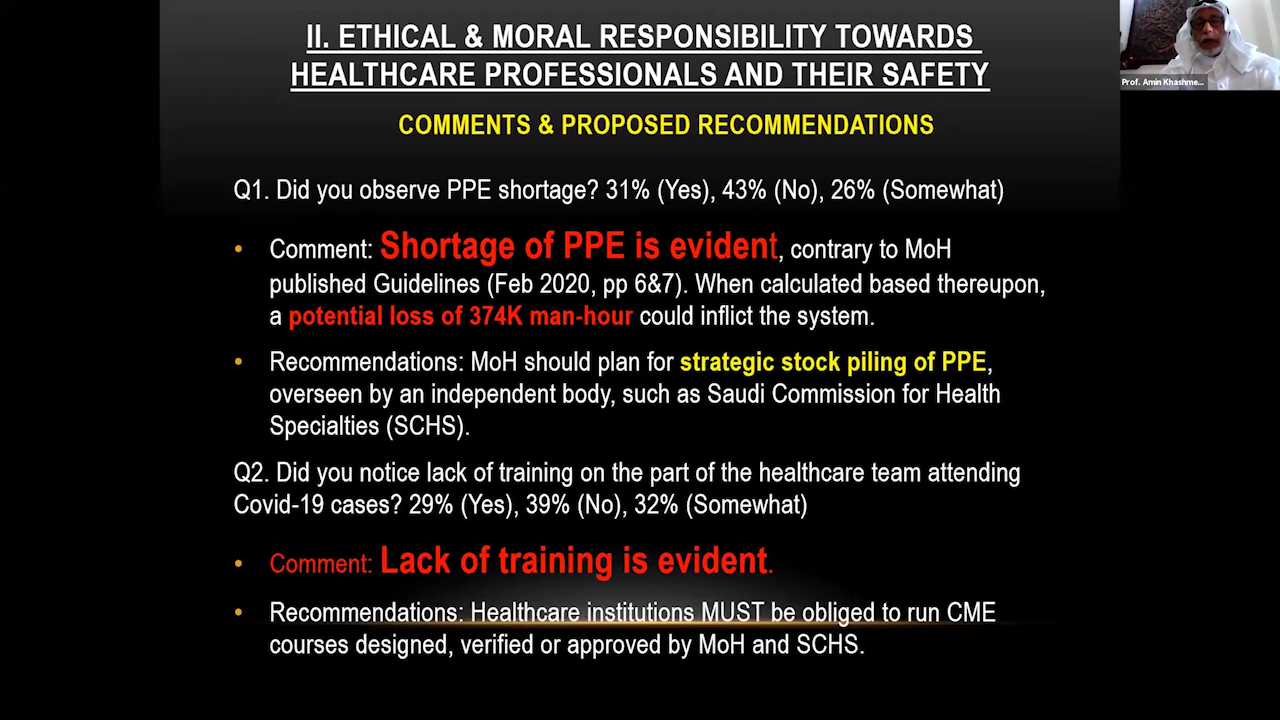 II. ETHICAL & MORAL RESPONSIBILITY TOWARDS
HEALTHCARE PROFESSIONALS AND THEIR SAFETY
COMMENTS & PROPOSED RECOMMENDATIONS
Q1. Did you observe PPE shortage? 31% (Yes), 43% (No), 26% (Somewhat)
• Comment: Shortage of PPE is evident, contrary to MoH
published Guidelines (Feb 2020, pp 6&7). When calculated based thereupon,
a potential loss of 374K man-hour could inflict the system.
• Recommendations: MoH should plan for strategic stock piling of PPE,
overseen by an independent body, such as Saudi Commission for Health
Specialties (SCHS).
Q2. Did you notice lack of training on the part of the healthcare team attending
Covid-19 cases? 29% (Yes), 39% (No), 32% (Somewhat)
• Comment: Lack of training is evident.
• Recommendations: Healthcare institutions MUST be obliged to run CME
courses designed, verified or approved by MoH and SCHS.
Prof. Amin Khashme...